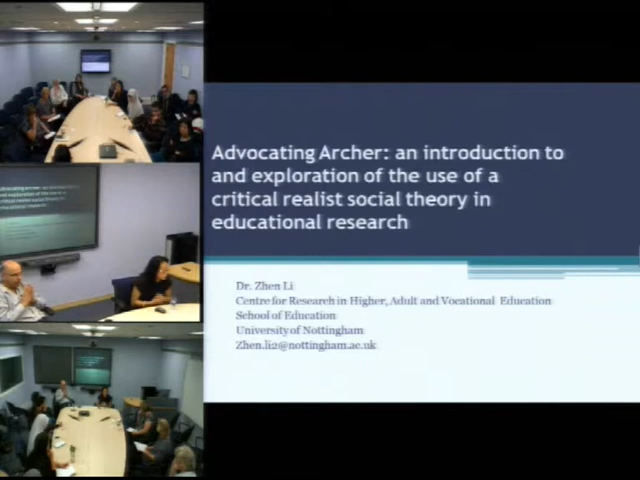 Advocating Archer: an introduction to
and exploration of the use of a
critical realist social theory in
educational research
Dr. Zhen Li
Centre for Research in Higher, Adult and Vocational Education
School of Education
University of Nottingham
Zhen.li2@nottingham.ac.uk